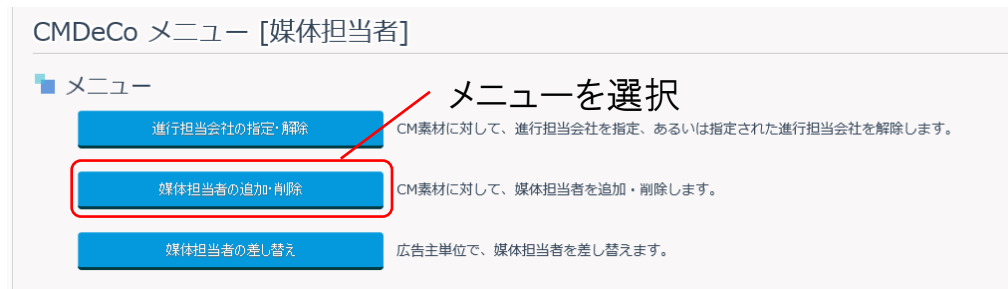 CMDeCo メニュー [媒体担当者]
メニュー
メニューを選択
進行担当会社の指定・解除
CM素材に対して、進行担当会社を指定、あるいは指定された進行担当会社を解除します。
媒体担当者の追加・削除
CM素材に対して、媒体担当者を追加・削除します。
媒体担当者の差し替え
広告主単位で、媒体担当者を差し替えます。